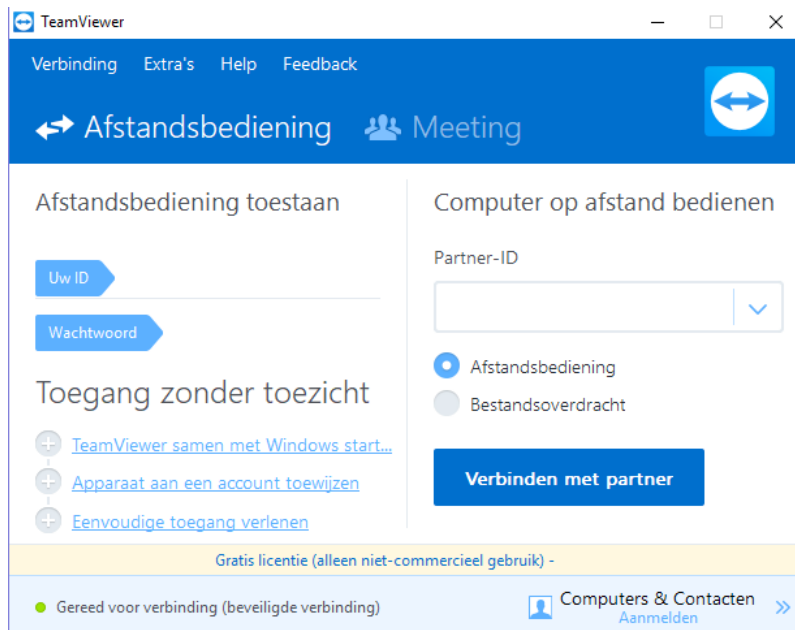 TeamViewer
Verbinding Extra's Help Feedback
Afstandsbediening Meeting
Afstandsbediening toestaan
Uw ID
Wachtwoord
Toegang zonder toezicht
TeamViewer samen met Windows start...
Apparaat aan een account toewijzen
Eenvoudige toegang verlenen
Computer op afstand bedienen
Partner-ID
Afstandsbediening
Bestandsoverdracht
Verbinden met partner
Gratis licentie (alleen niet-commercieel gebruik) -
Gereed voor verbinding (beveiligde verbinding)
Computers & Contacten
Aanmelden